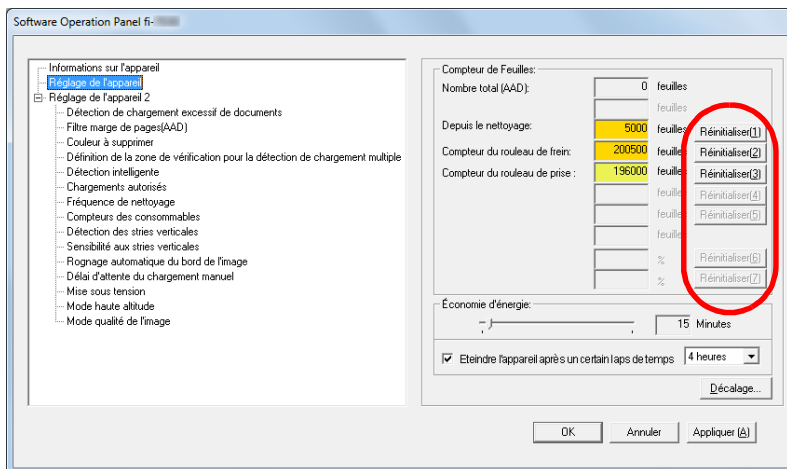 Software Operation Panel fi-
Informations sur l'appareil
Réglage de l'appareil
Réglage de l'appareil 2
Détection de chargement excessif de documents
Filtre marge de pages(AAD)
Couleur à supprimer
Définition de la zone de vérification pour la détection de chargement multiple
Détection intelligente
Chargements autorisés
Fréquence de nettoyage
Compteurs des consommables
Détection des stries verticales
Sensibilité aux stries verticales
Rognage automatique du bord de l'image
Délai d'attente du chargement manuel
Mise sous tension
Mode haute altitude
Mode qualité de l'image
Compteur de Feuilles:
Nombre total (AAD): 0 feuilles
feuilles
Depuis le nettoyage: 5000 feuilles Réinitialiser(1)
Compteur du rouleau de frein: 200500 feuilles Réinitialiser(2)
Compteur du rouleau de prise : 196000 feuilles Réinitialiser(3)
feuilles Réinitialiser(4)
feuilles Réinitialiser(5)
feuilles
% Réinitialiser(6)
% Réinitialiser(7)
Économie d'énergie:
15 Minutes
Eteindre l'appareil après un certain laps de temps 4 heures
Décalage...
OK Annuler Appliquer (A)